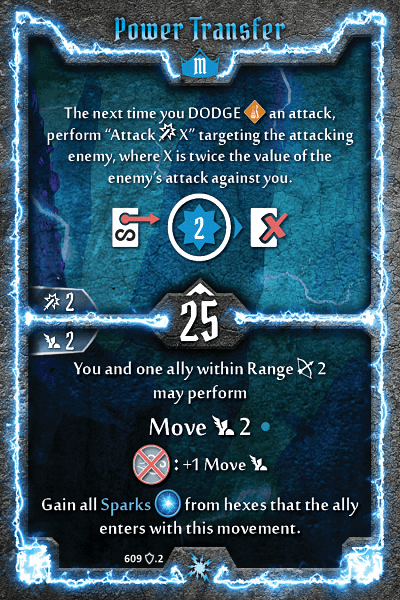 Power Transfer
M
The next time you DODGE an attack,
perform “Attack X” targeting the attacking
enemy, where X is twice the value of the
enemy's attack against you.
2
2
25
2
You and one ally within Range 2
may perform
Move 2
: +1 Move
Gain all Sparks from hexes that the ally
enters with this movement.
609 .2